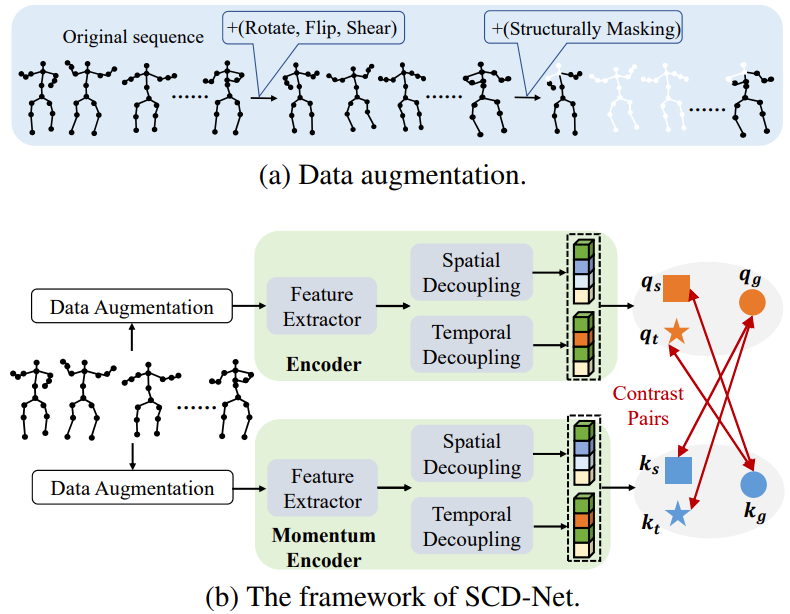 Original sequence
+(Rotate, Flip, Shear)
+(Structurally Masking)
......
......
......
(a) Data augmentation.
Data Augmentation
Feature
Extractor
Encoder
Spatial
Decoupling
Temporal
Decoupling
q_s
q_g
q_t
Contrast
Pairs
......
Data Augmentation
Feature
Extractor
Momentum
Encoder
Spatial
Decoupling
Temporal
Decoupling
k_s
k_t
k_g
(b) The framework of SCD-Net.